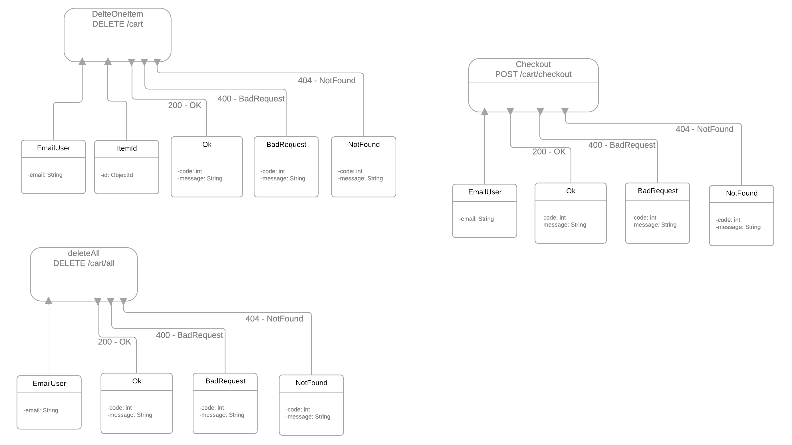 DelteOneItem
DELETE /cart
404 - NotFound
400 - BadRequest
200 - OK
EmailUser
-email: String
ItemId
-id: ObjectId
Ok
-code: int
-message: String
BadRequest
-code: int
-message: String
NotFound
-code: int
-message: String
Checkout
POST /cart/checkout
404 - NotFound
400 - BadRequest
200 - OK
EmailUser
-email: String
Ok
code: int
message: String
BadRequest
code: int
message: String
NotFound
-code: int
-message: String
deleteAll
DELETE /cart/all
404 - NotFound
400 - BadRequest
200 - OK
EmailUser
-email: String
Ok
-code: int
-message: String
BadRequest
-code: int
-message: String
NotFound
-code: int
-message: String